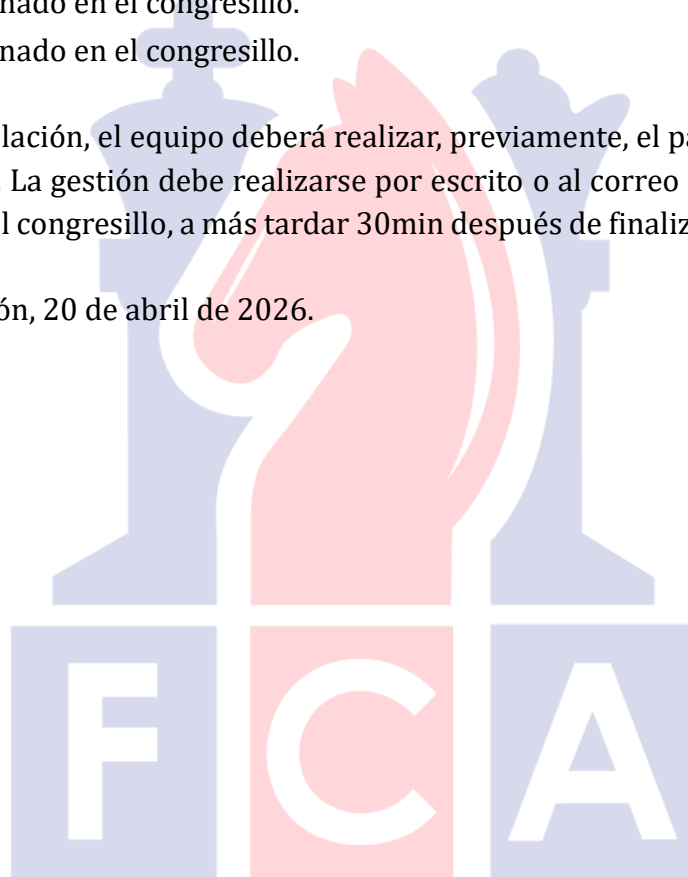 nado en el congresillo.
nado en el congresillo.
lación, el equipo deberá realizar, previamente, el pa
. La gestión debe realizarse por escrito o al correo
l congresillo, a más tardar 30min después de finaliz
ón, 20 de abril de 2026.
F C A